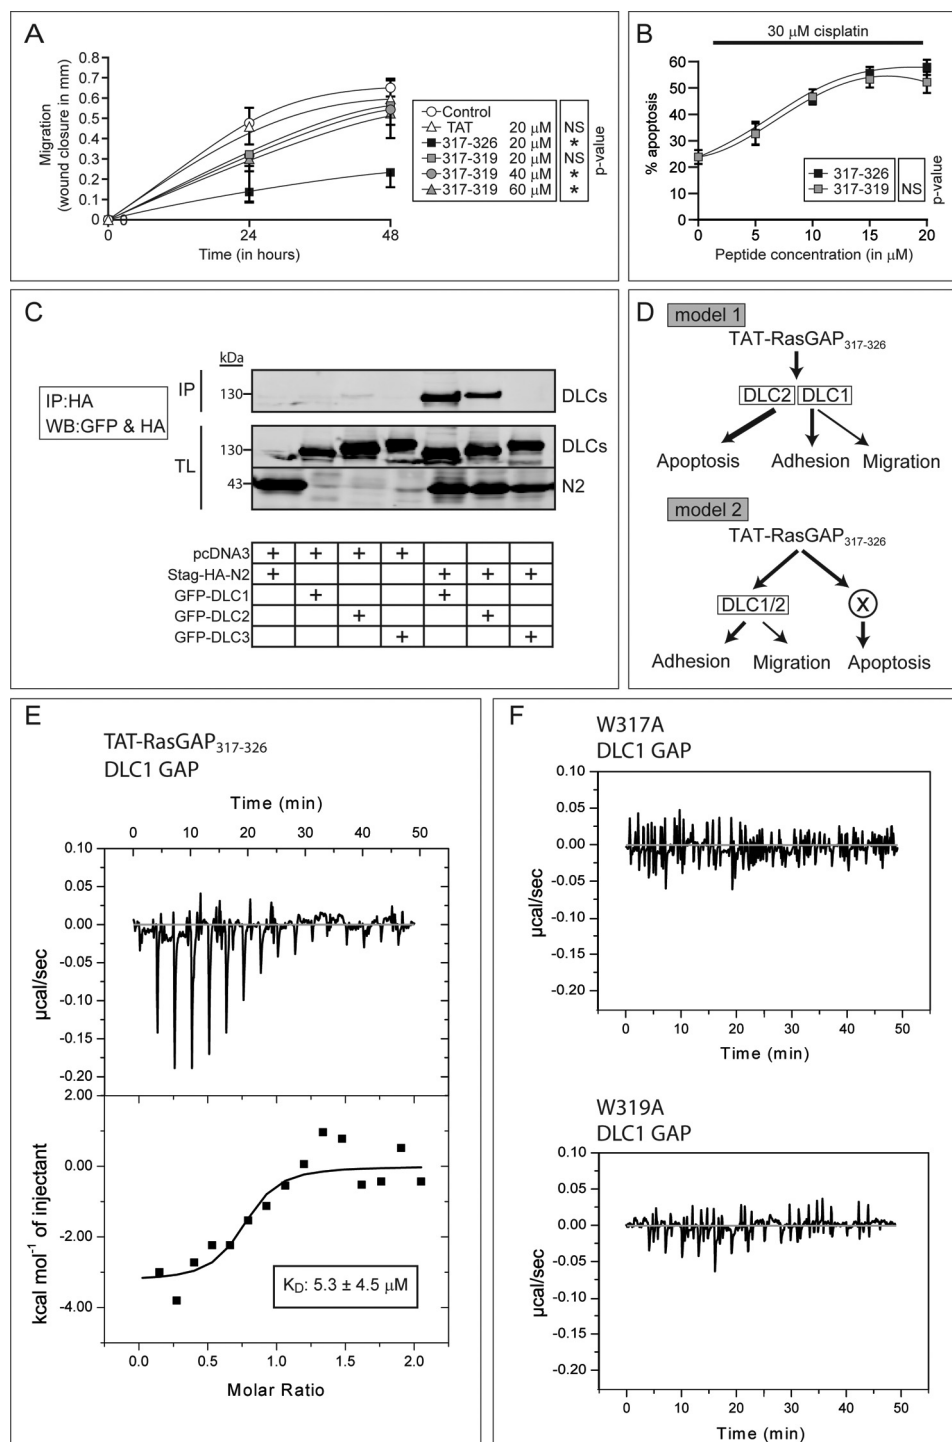 A
Migration
(wound closure in mm)
0.8
0.7
0.6
0.5
0.4
0.3
0.2
0.1
0
0 0
24
48
Time (in hours)
Control
TAT 20 μM NS
317-326 20 μM *
317-319 20 μM NS
317-319 40 μM *
317-319 60 μM *
p-value
B
30 μM cisplatin
% apoptosis
60
50
40
30
20
10
0
0 5 10 15 20
Peptide concentration (in μM)
317-326
317-319
NS
p-value
C
IP:HA
WB:GFP & HA
kDa
IP 130 DLCs
TL 130 DLCs
43 N2
pcDNA3 + + + +
Stag-HA-N2 + + + +
GFP-DLC1 + +
GFP-DLC2 + +
GFP-DLC3 + +
D
model 1
TAT-RasGAP317-326
DLC2 DLC1
Apoptosis Adhesion Migration
model 2
TAT-RasGAP317-326
DLC1/2 X
Adhesion Migration Apoptosis
E
TAT-RasGAP317-326
DLC1 GAP
Time (min)
0 10 20 30 40 50
0.10
0.05
0.00
-0.05
-0.10
-0.15
-0.20
μcal/sec
2.00
0.00
-2.00
-4.00
kcal mol-1 of injectant
KD: 5.3 ± 4.5 μM
0.0 0.5 1.0 1.5 2.0
Molar Ratio
F
W317A
DLC1 GAP
0.10
0.05
0.00
-0.05
-0.10
-0.15
-0.20
μcal/sec
0 10 20 30 40 50
Time (min)
W319A
DLC1 GAP
0.10
0.05
0.00
-0.05
-0.10
-0.15
-0.20
μcal/sec
0 10 20 30 40 50
Time (min)